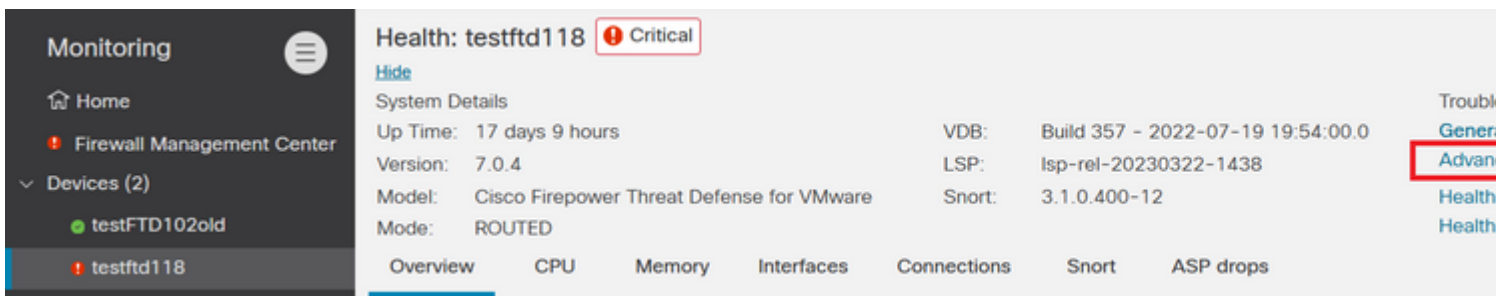 Monitoring
Home
Firewall Management Center
Devices (2)
testFTD102old
testftd118
Health: testftd118 Critical
Hide
System Details
Up Time: 17 days 9 hours VDB: Build 357 - 2022-07-19 19:54:00.0
Version: 7.0.4 LSP: lsp-rel-20230322-1438
Model: Cisco Firepower Threat Defense for VMware Snort: 3.1.0.400-12 Health
Mode: ROUTED Health
Overview CPU Memory Interfaces Connections Snort ASP drops